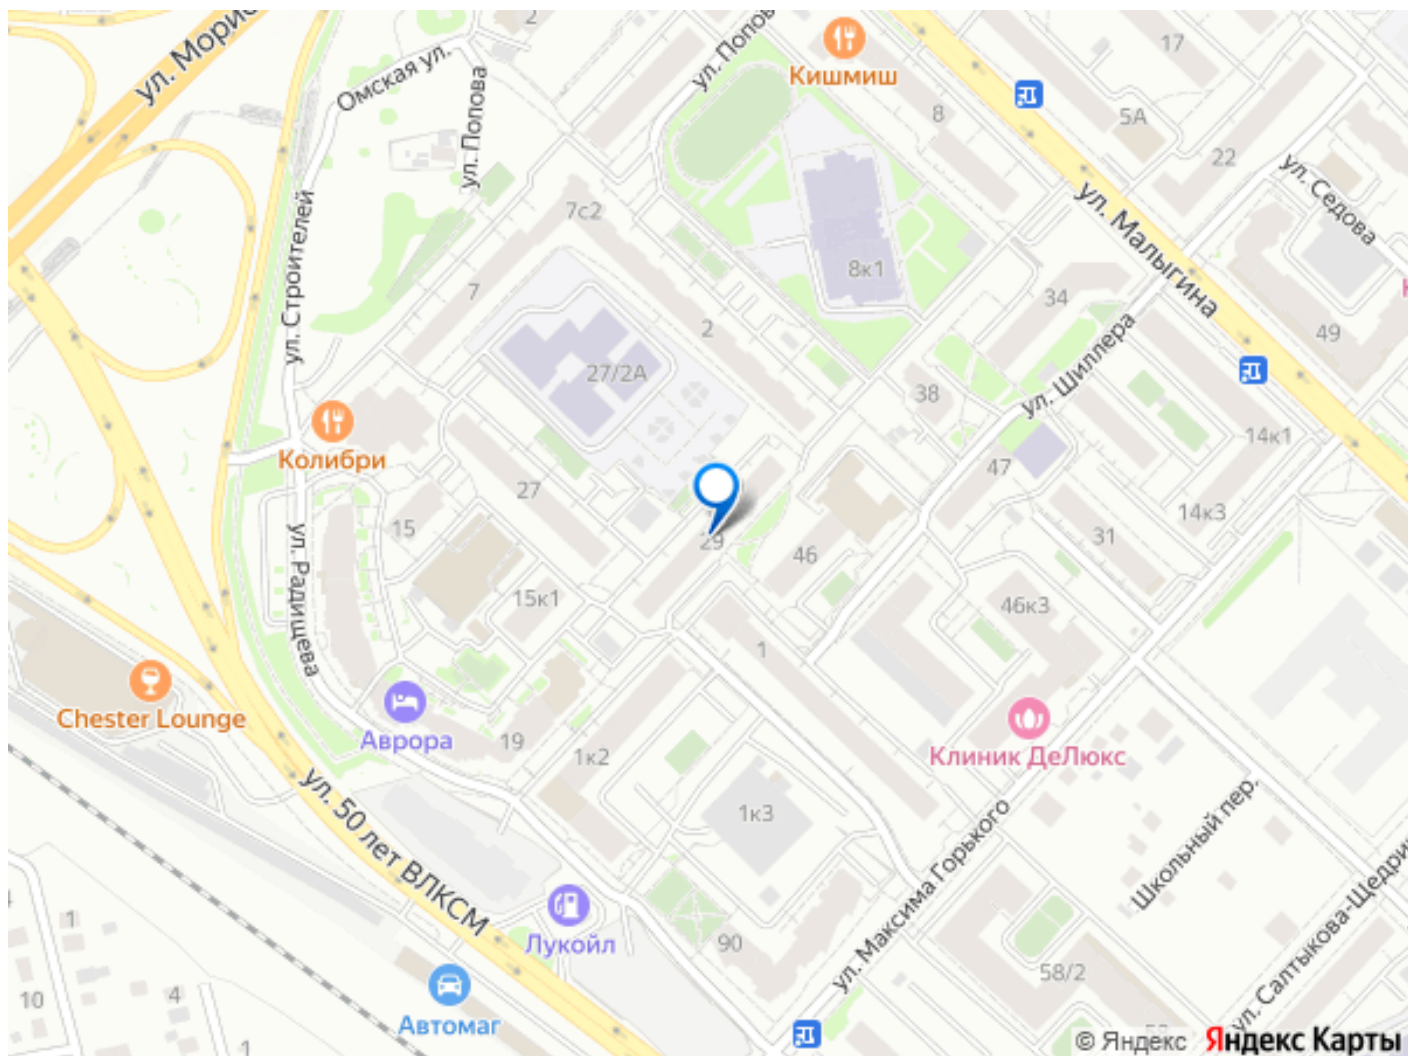 ул. Морис
2
ул. Попова
Кишмиш
17
Омская ул.
ул. Попова
8
5А
22
ул. Седова
ул. Малыгина
7с2
8к1
ул. Строителей
7
34
2
49
27/2А
ул. Шиллера
38
14к1
Колибри
47
27
14к3
15
29
46
31
ул. Радищева
15к1
46к3
1
Chester Lounge
Аврора
19
1к2
Клиник ДеЛюкс
ул. 50 лет ВЛКСМ
1к3
Школьный пер.
ул. Максима Горького
Лукойл
90
58/2
ул. Салтыкова-Щедрин
1
10
4
Автомаг
1
© Яндекс Яндекс Карты